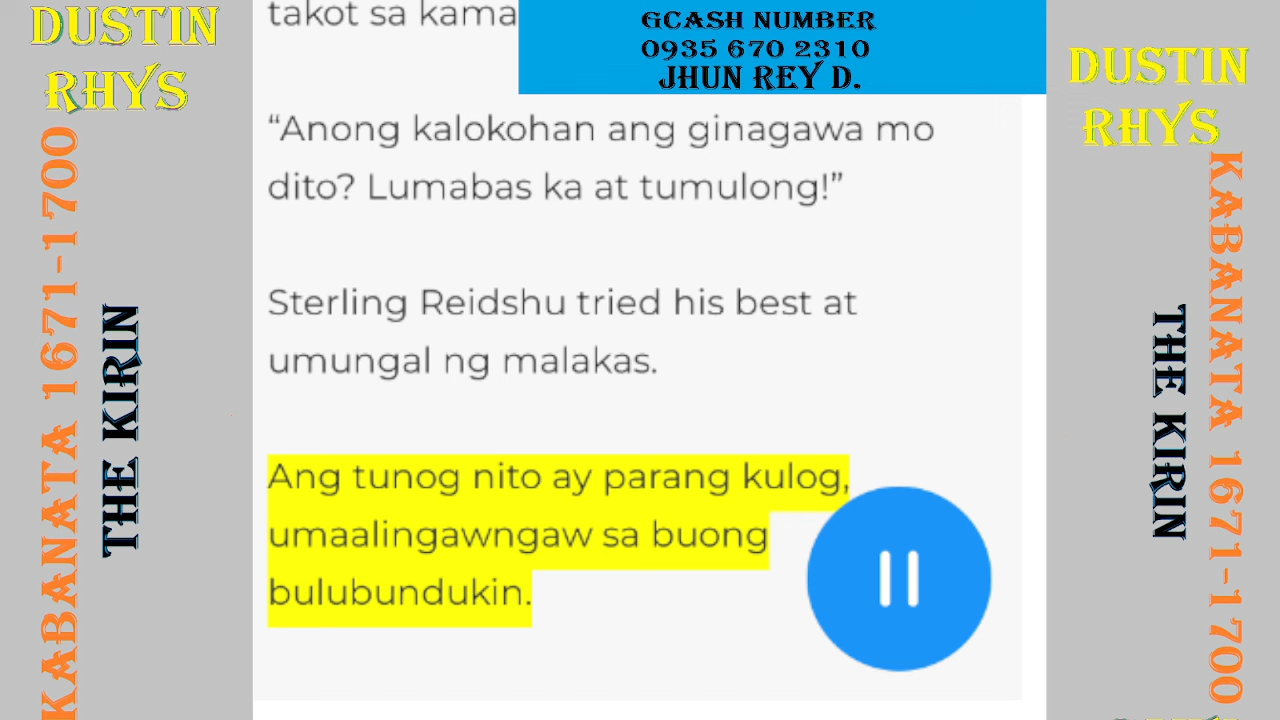 DUSTIN
RHYS
KABANATA 1671-1700
THE KIRIN
takot sa kama
GCASH NUMBER
0935 670 2310
JHUN REY D.
“Anong kalokohan ang ginagawa mo
dito? Lumabas ka at tumulong!”
Sterling Reidshu tried his best at
umungal ng malakas.
Ang tunog nito ay parang kulog,
umaalingawngaw sa buong
bulubundukin.
DUSTIN
RHYS
KABANATA 1671-1700
THE KIRIN